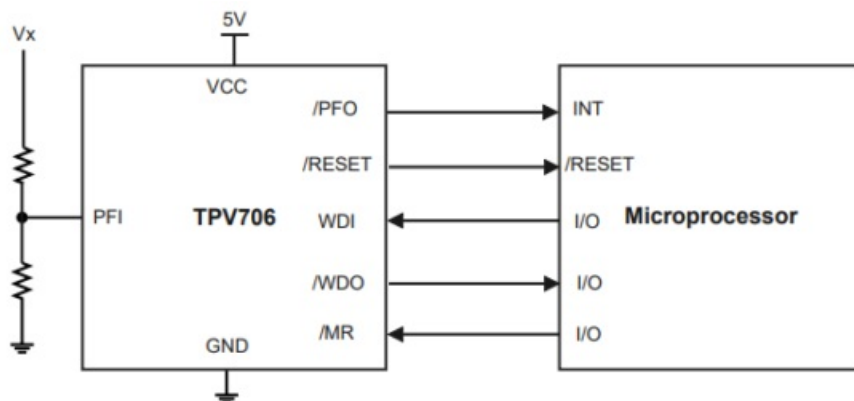 5V
Vx
VCC
/PFO
INT
/RESET
/RESET
PFI
TPV706
WDI
I/O
Microprocessor
/WDO
I/O
GND
/MR
I/O